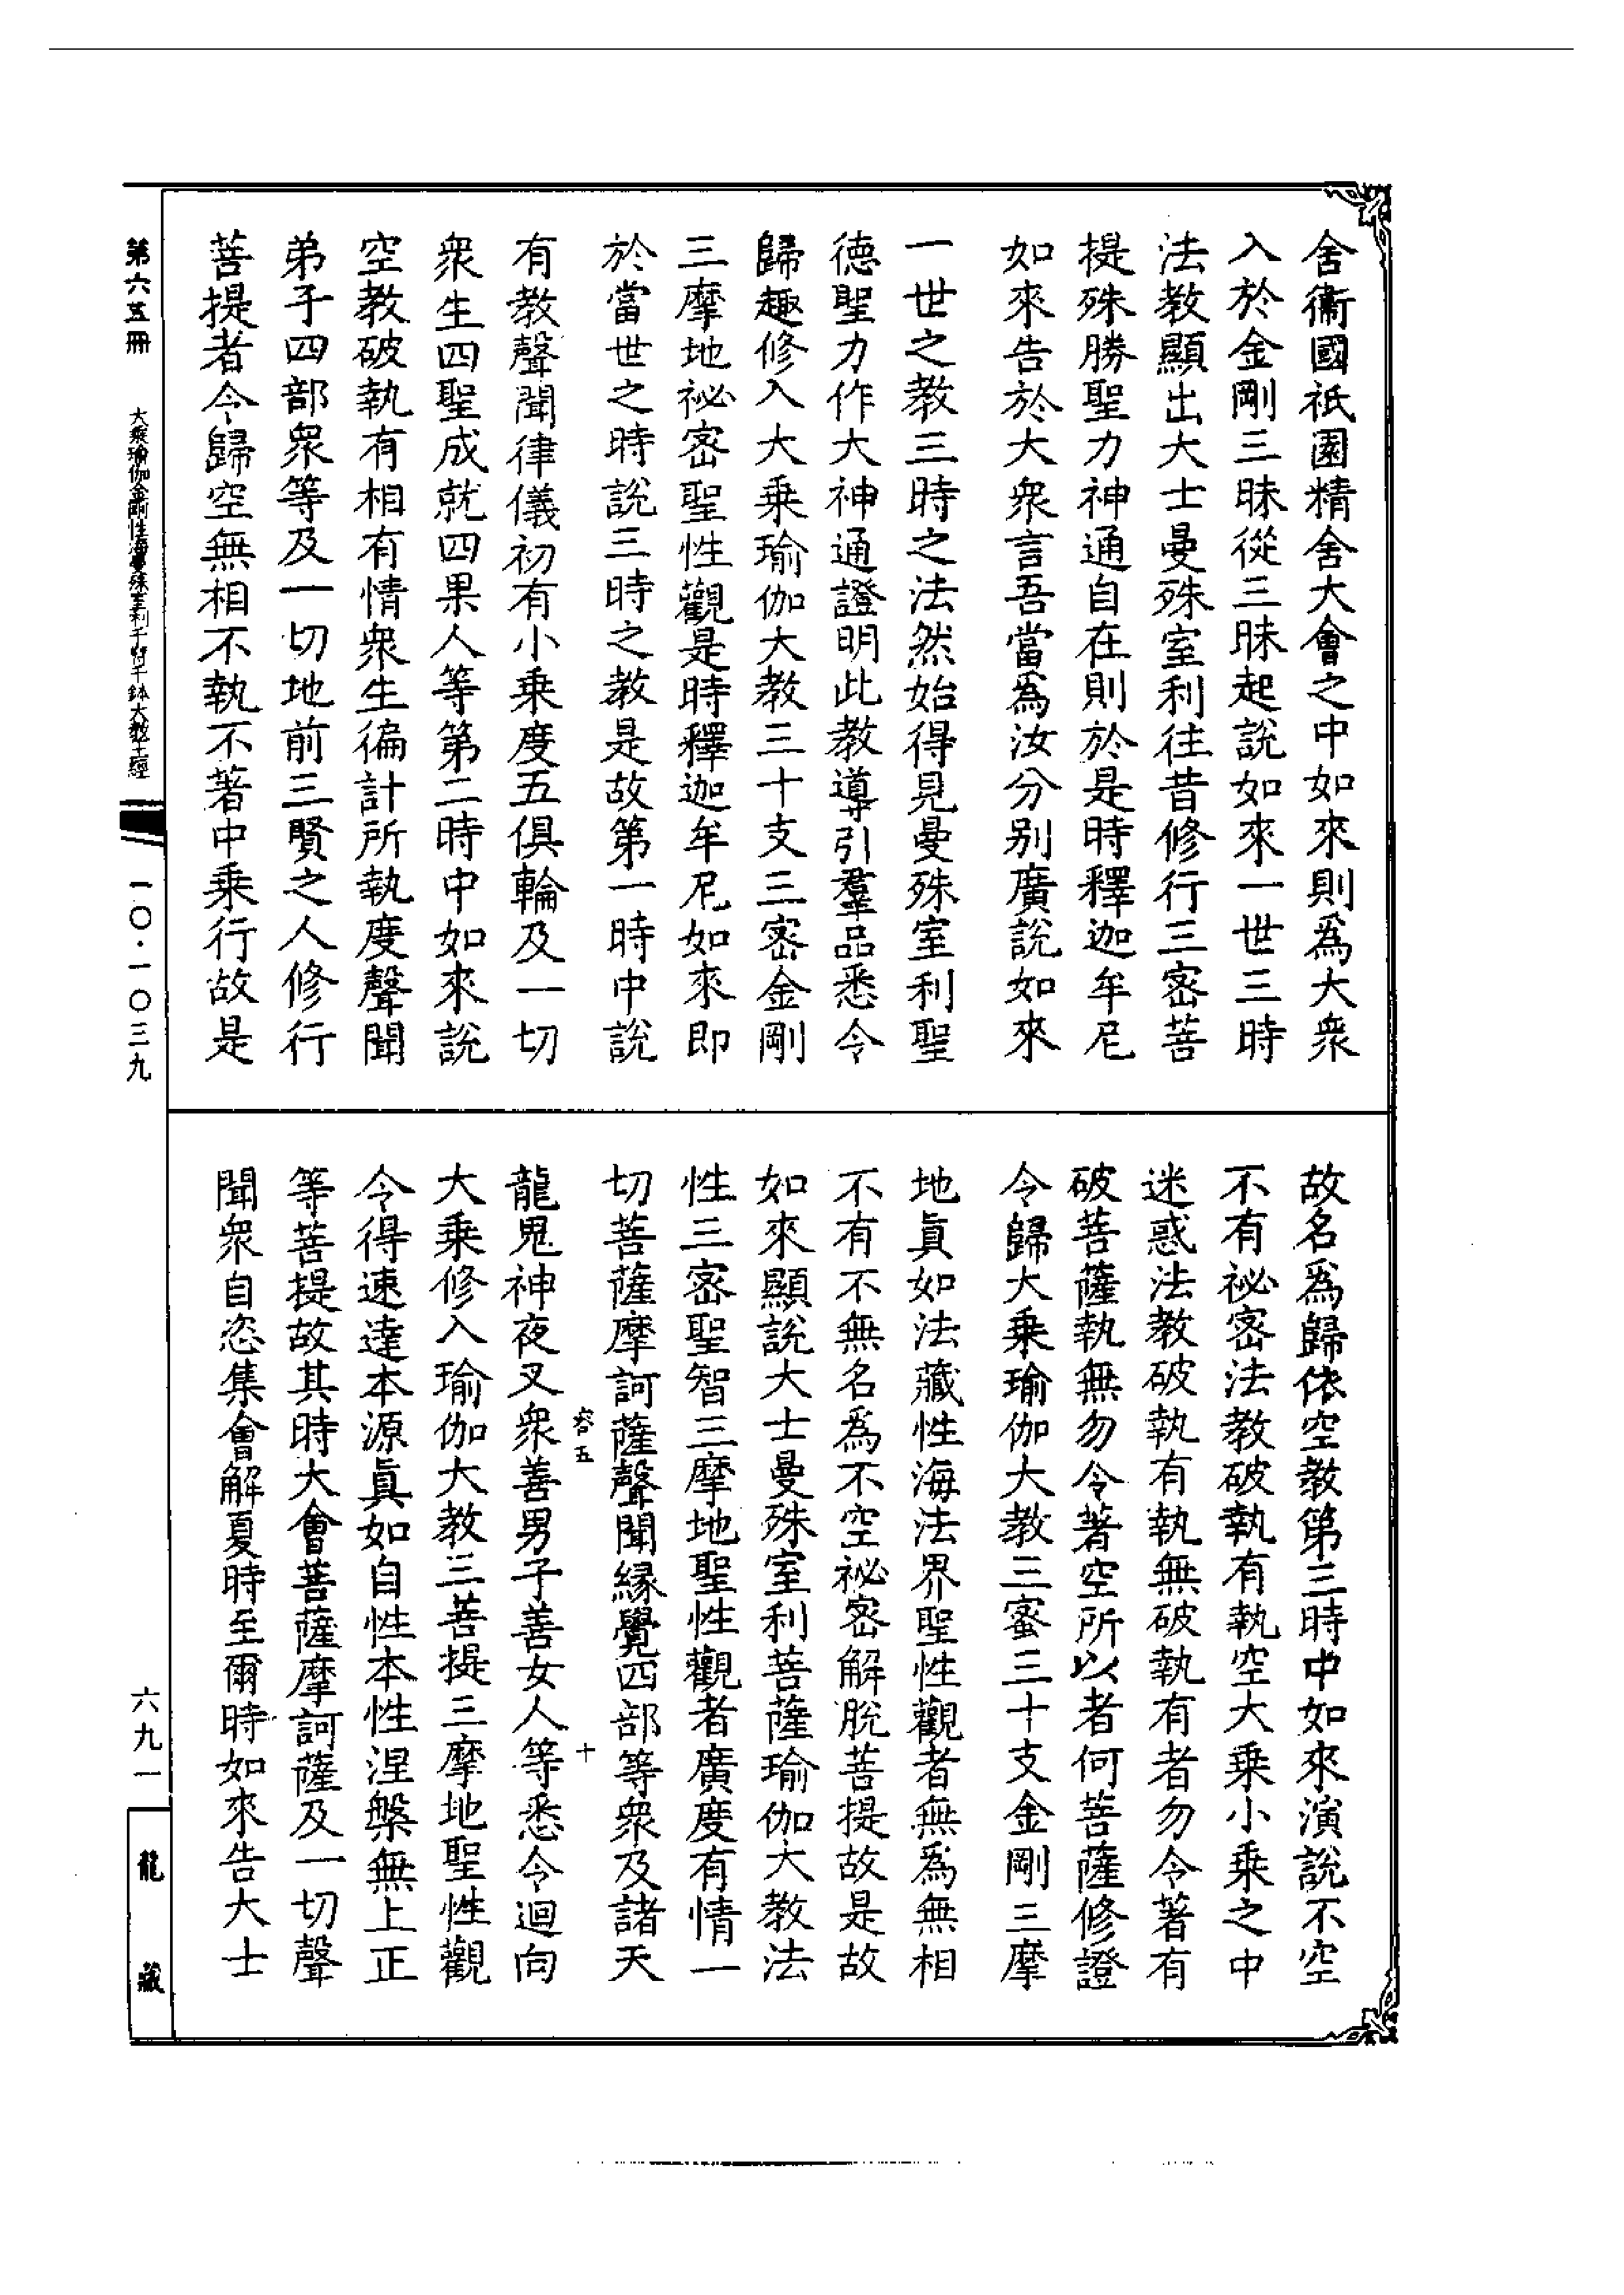 舍衞國祇園精舍大會之中如來則爲大衆
入於金剛三昧從三昧起說如來一世三時
法教顯出大士曼殊室利往昔修行三密菩
提殊勝聖力神通自在則於是時釋迦牟尼
如來告於大衆言吾當爲汝分別廣說如來
一世之教三時之法然始得見曼殊室利聖
德聖力作大神通證明此教導引羣品悉令
歸趣修入大乗瑜伽大教三十支三密金剛
三摩地祕密聖性觀是時釋迦牟尼如來即
於當世之時說三時之教是故第一時中說
有教聲聞律儀初有小乗度五俱輪及一切
衆生四聖成就四果人等第二時中如來說
空教破執有相有情衆生徧計所執度聲聞
弟子四部衆等及一切地前三賢之人修行
菩提者令歸空無相不執不著中乗行故是
故名爲歸依空教第三時中如來演說不空
不有祕密法教破執有執空大乗小乗之中
迷惑法教破執有執無破執有者勿令著有
破菩薩執無勿令著空所以者何菩薩修證
令歸大乗瑜伽大教三蜜三十支金剛三摩
地眞如法藏性海法界聖性觀者無爲無相
不有不無名爲不空祕密解脫菩提故是故
如來顯說大士曼殊室利菩薩瑜伽大教法
性三密聖智三摩地聖性觀者廣度有情一
切菩薩摩訶薩聲聞縁覺四部等衆及諸天
容五 十
龍鬼神夜叉衆善男子善女人等悉令迴向
大乗修入瑜伽大教三菩提三摩地聖性觀
令得速達本源眞如自性本性涅槃無上正
等菩提故其時大會菩薩摩訶薩及一切聲
聞衆自恣集會解夏時至爾時如來告大士
第六五冊 大乘瑜伽金剛性海曼殊室利千臂千鉢大教王經 一〇·一〇三九 六九一
龍藏